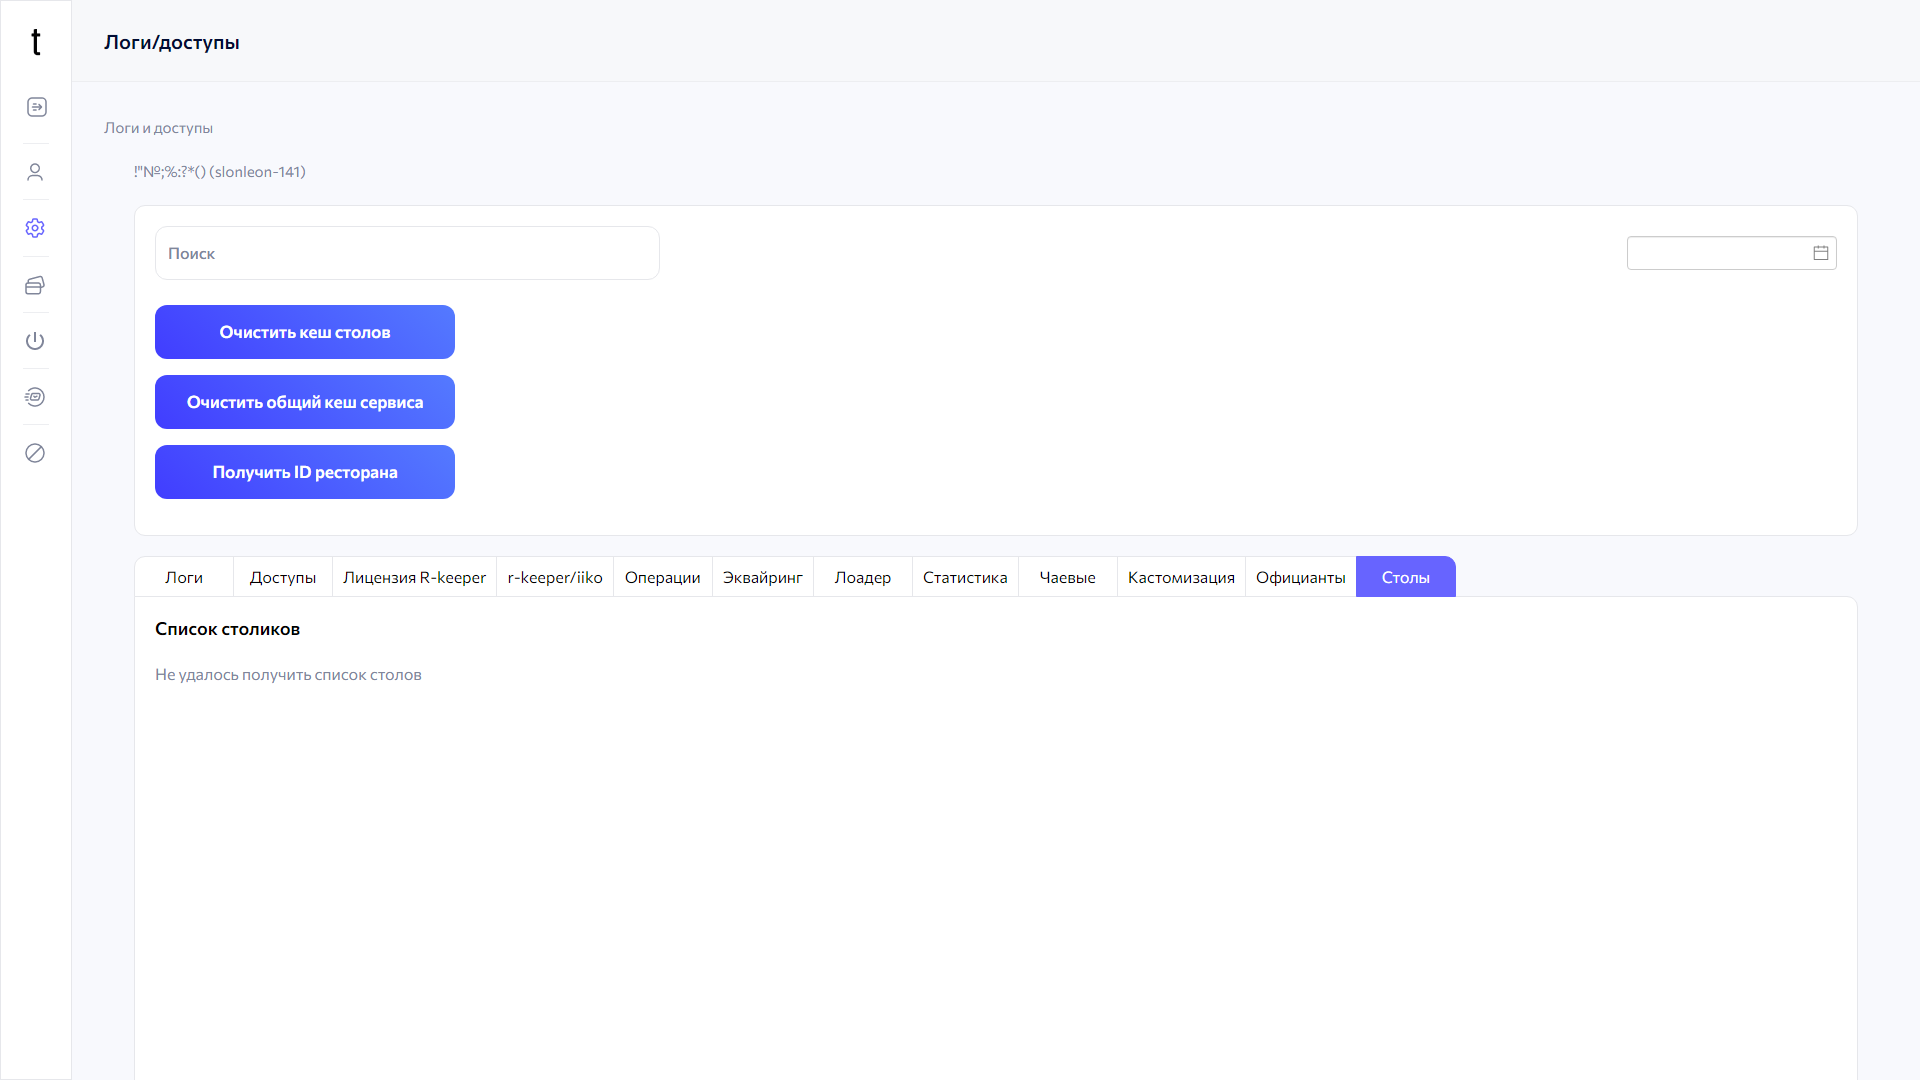 t
Логи/доступы
Логи и доступы
!"№;%:?*() (slonleon-141)
Поиск
Очистить кеш столов
Очистить общий кеш сервиса
Получить ID ресторана
Логи Доступы Лицензия R-keeper r-keeper/iiko Операции Эквайринг Лоадер Статистика Чаевые Кастомизация Официанты Столы
Список столиков
Не удалось получить список столов